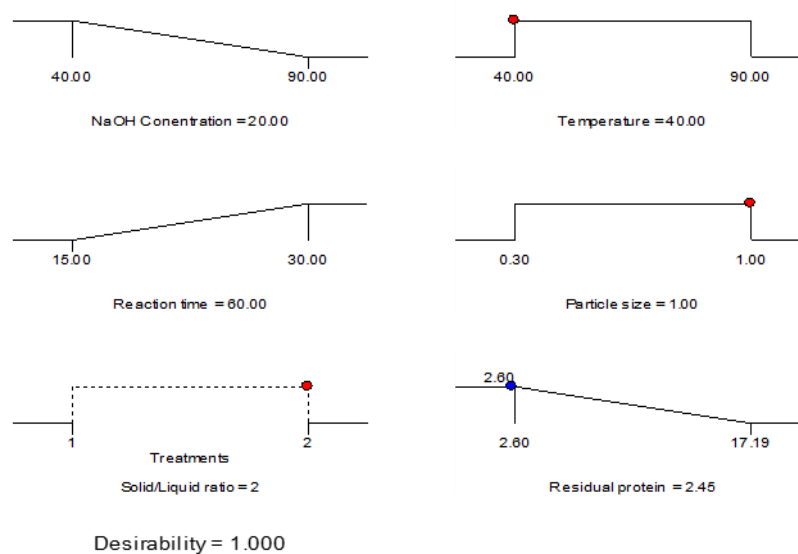 40.00 90.00
NaOH Conentration = 20.00
40.00 90.00
Temperature = 40.00
15.00 30.00
Reaction time = 60.00
0.30 1.00
Particle size = 1.00
1 2
Treatments
Solid/Liquid ratio = 2
2.60
2.60 17.19
Residual protein = 2.45
Desirability = 1.000